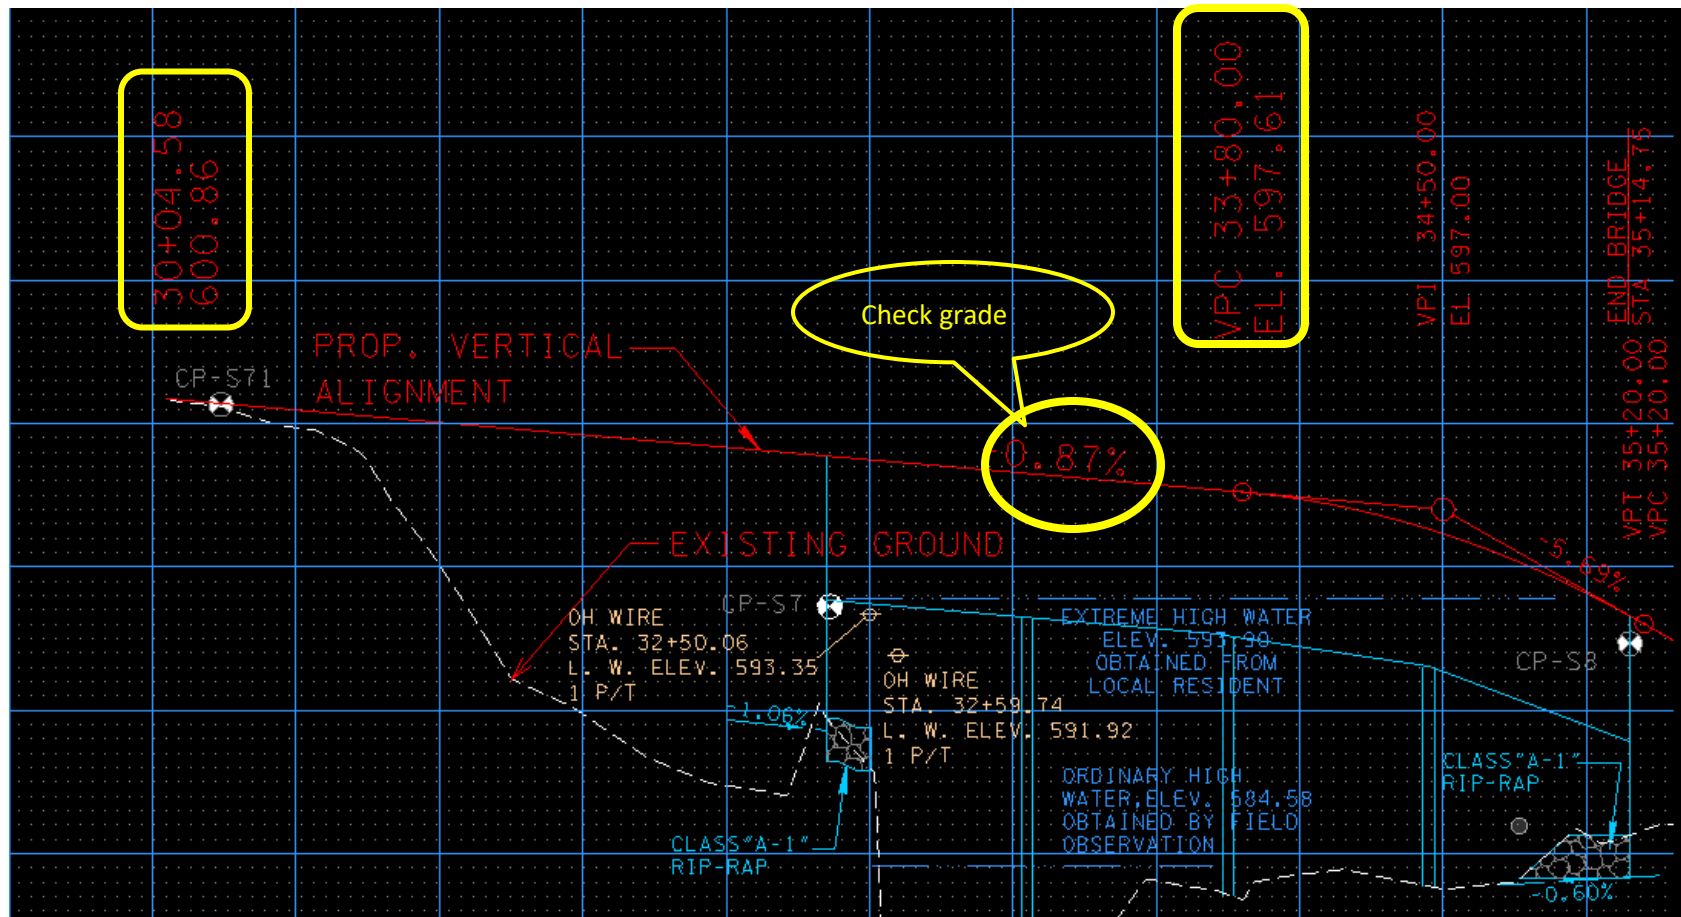 30+04.58
600.86
VPC 33+80.00
EL. 597.61
VPI 34+50.00
EL 597.00
END BRIDGE
STA 35+14.75
VPT 35+20.00
VPC 35+20.00
Check grade
PROP. VERTICAL
ALIGNMENT
CP-S71
0.87%
-5.69%
EXISTING GROUND
CP-S7
OH WIRE
STA. 32+50.06
L. W. ELEV. 593.35
1 P/T
OH WIRE
STA. 32+59.74
L. W. ELEV. 591.92
1 P/T
EXTREME HIGH WATER
ELEV. 591.90
OBTAINED FROM
LOCAL RESIDENT
CP-S8
-1.06%
ORDINARY HIGH
WATER,ELEV. 584.58
OBTAINED BY FIELD
OBSERVATION
CLASS"A-1"
RIP-RAP
CLASS"A-1"
RIP-RAP
-0.60%